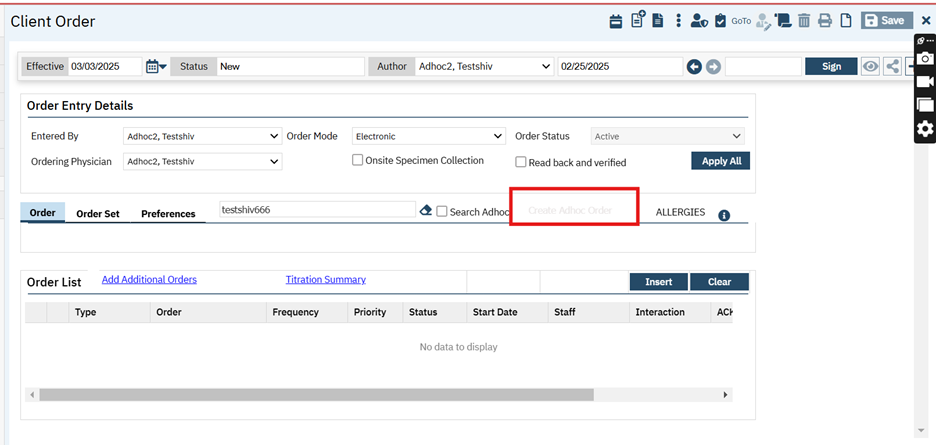 Client Order
GoTo
Save
Effective 03/03/2025 Status New Author Adhoc2, Testshiv 02/25/2025 Sign
Order Entry Details
Entered By Adhoc2, Testshiv Order Mode Electronic Order Status Active
Ordering Physician Adhoc2, Testshiv Onsite Specimen Collection Read back and verified Apply All
Order Order Set Preferences testshiv666 Search Adhoc Create Adhoc Order ALLERGIES
Order List Add Additional Orders Titration Summary Insert Clear
Type Order Frequency Priority Status Start Date Staff Interaction ACK
No data to display